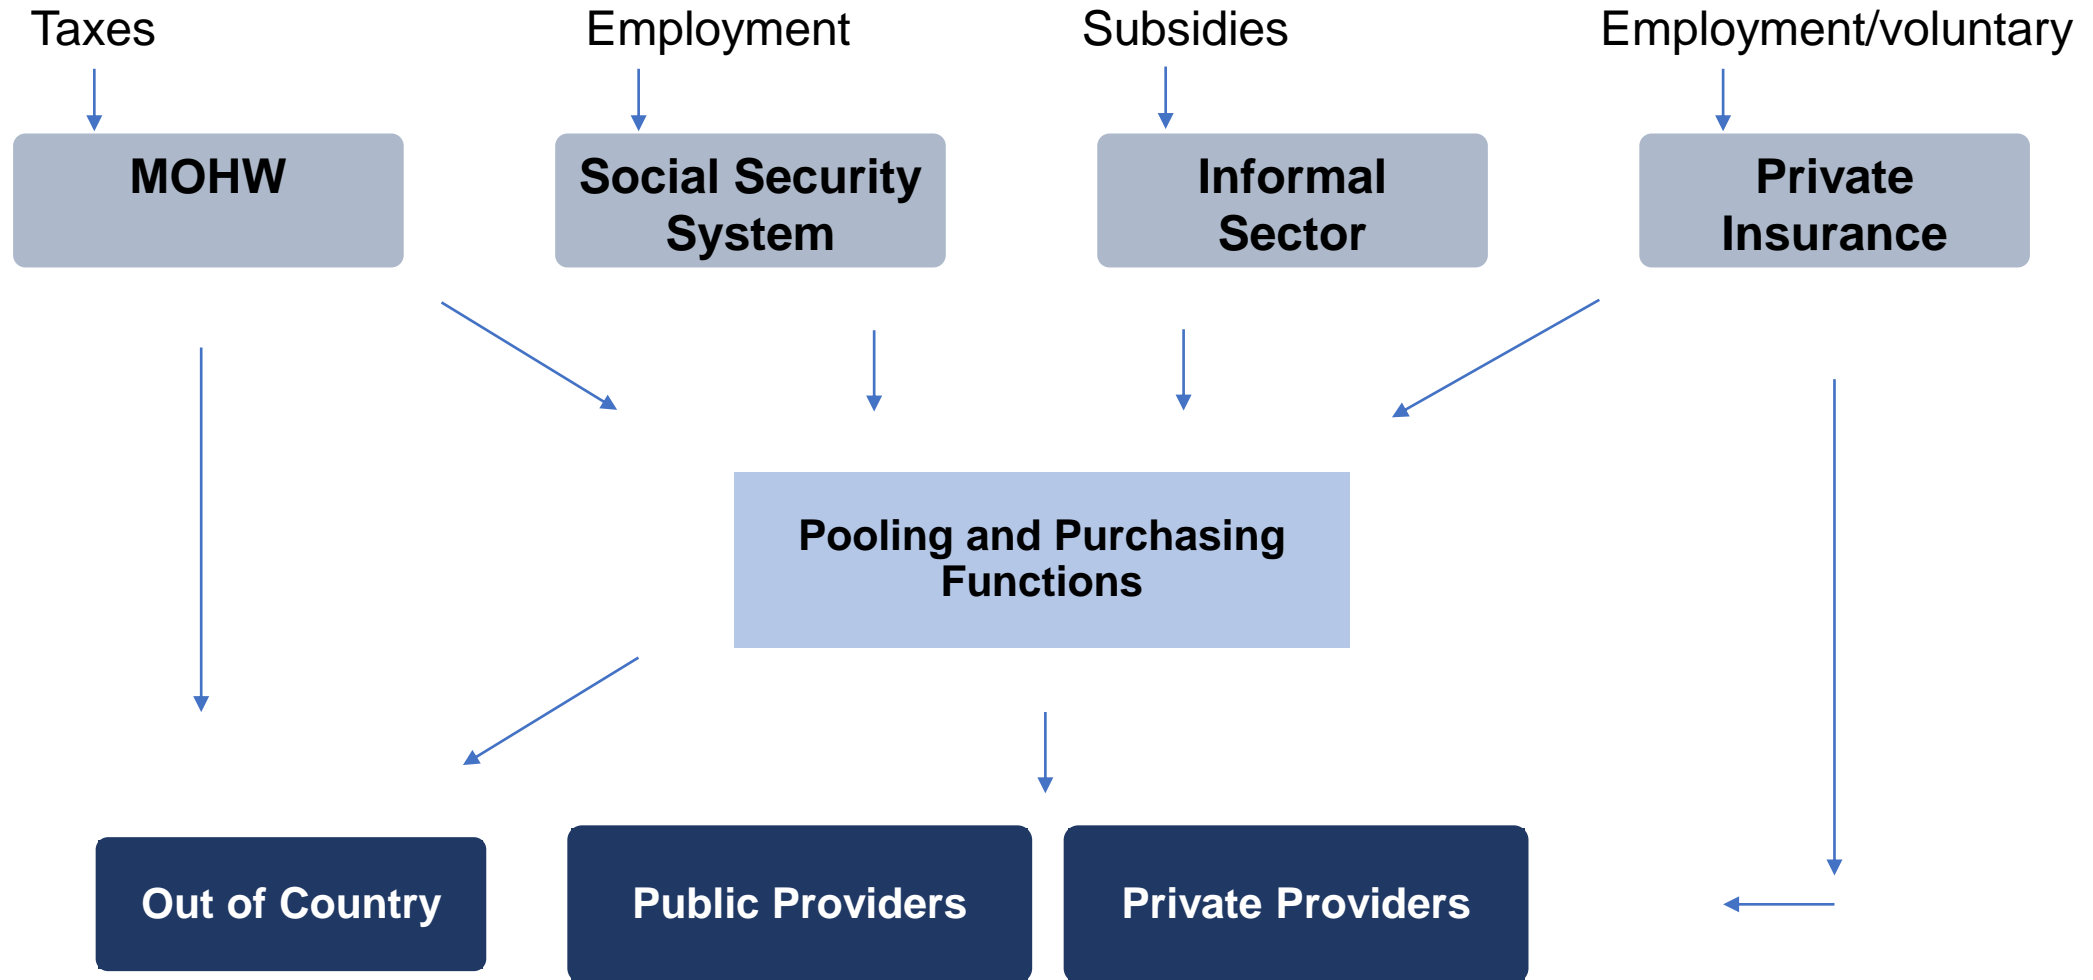 Taxes
Employment
Subsidies
Employment/voluntary
MOHW
Social Security
System
Informal
Sector
Private
Insurance
Pooling and Purchasing
Functions
Out of Country
Public Providers
Private Providers